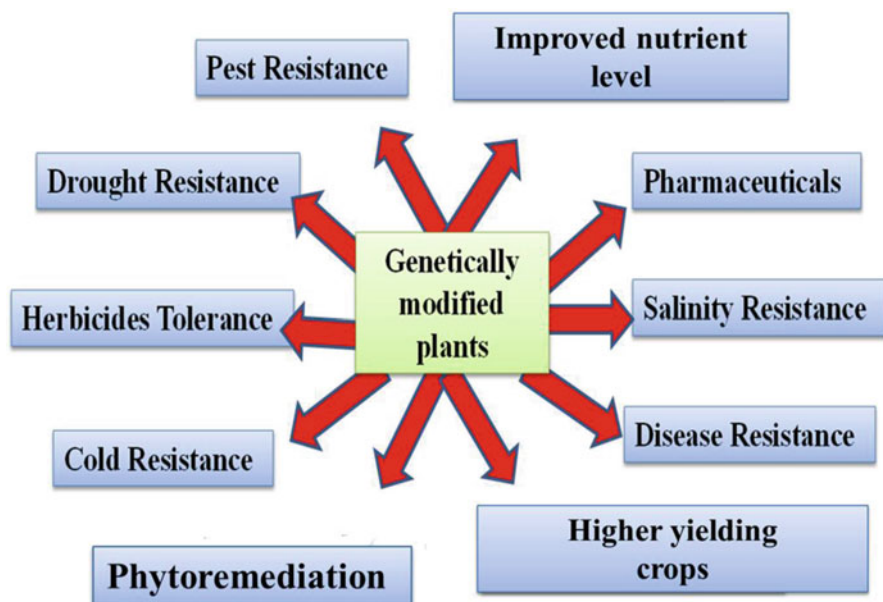 Improved nutrient
level
Pest Resistance
Drought Resistance
Pharmaceuticals
Genetically
modified
plants
Herbicides Tolerance
Salinity Resistance
Cold Resistance
Disease Resistance
Higher yielding
crops
Phytoremediation